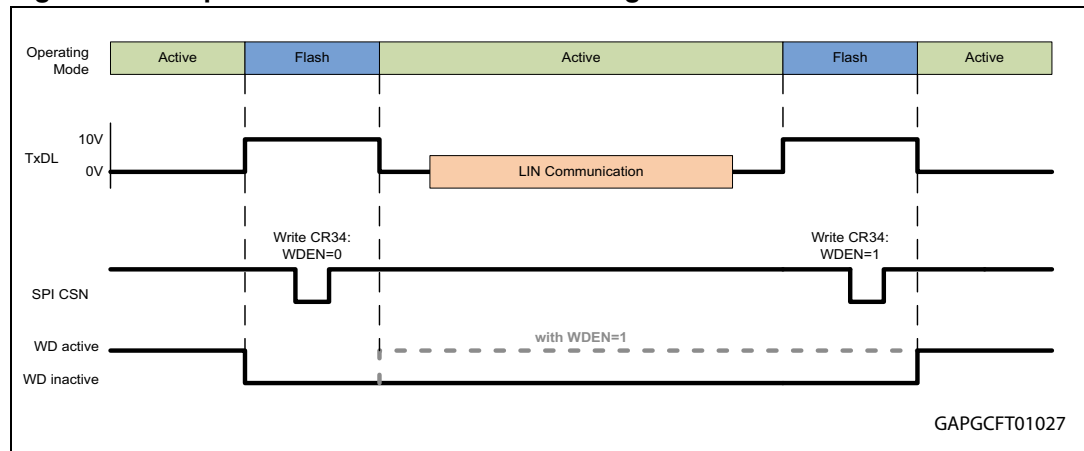 Operating Mode Active Flash Active Flash Active
10V
TxDL
0V
LIN Communication
Write CR34: WDEN=0
Write CR34: WDEN=1
SPI CSN
with WDEN=1
WD active
WD inactive
GAPGCFT01027